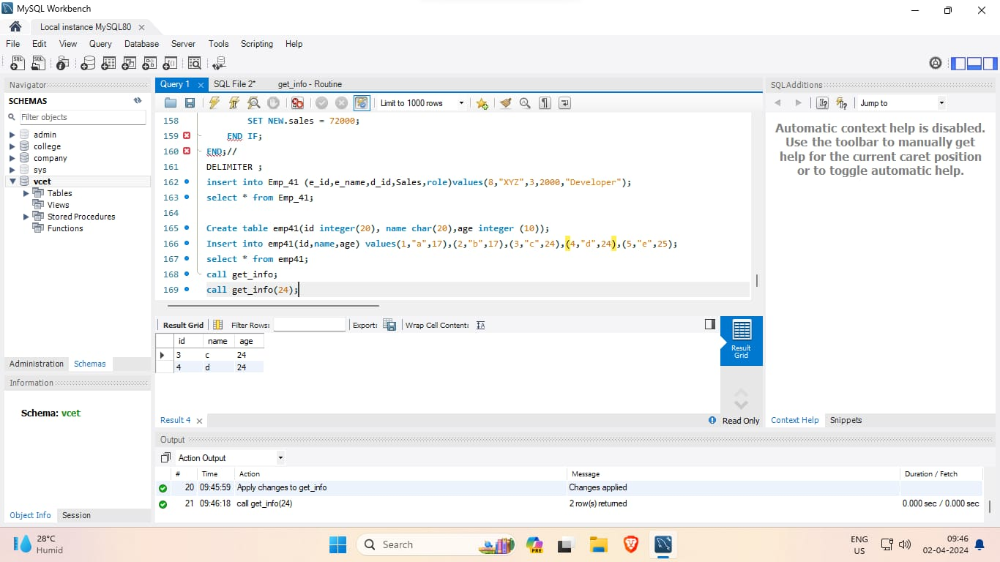 MySQL Workbench
Local instance MySQL80
File Edit View Query Database Server Tools Scripting Help
Navigator
SCHEMAS
Filter objects
admin
college
company
sys
vcet
Tables
Views
Stored Procedures
Functions
Administration Schemas
Information
Schema: vcet
Object Info Session
Query 1 SQL File 2* get_info - Routine
Limit to 1000 rows
158 SET NEW.sales = 72000;
159 END IF;
160 END;//
161 DELIMITER ;
162 insert into Emp_41 (e_id,e_name,d_id,Sales,role)values(8,"XYZ",3,2000,"Developer");
163 select * from Emp_41;
164
165 Create table emp41(id integer(20), name char(20),age integer (10));
166 Insert into emp41(id,name,age) values(1,"a",17),(2,"b",17),(3,"c",24),(4,"d",24),(5,"e",25);
167 select * from emp41;
168 call get_info;
169 call get_info(24);
Result Grid Filter Rows: Export: Wrap Cell Content:
id name age
3 c 24
4 d 24
Result
Grid
Result 4 Read Only
SQLAdditions
Jump to
Automatic context help is disabled.
Use the toolbar to manually get
help for the current caret position
or to toggle automatic help.
Context Help Snippets
Output
Action Output
# Time Action Message Duration / Fetch
20 09:45:59 Apply changes to get_info Changes applied
21 09:46:18 call get_info(24) 2 row(s) returned 0.000 sec / 0.000 sec
28°C
Humid
Search
PRE
ENG
US
09:46
02-04-2024